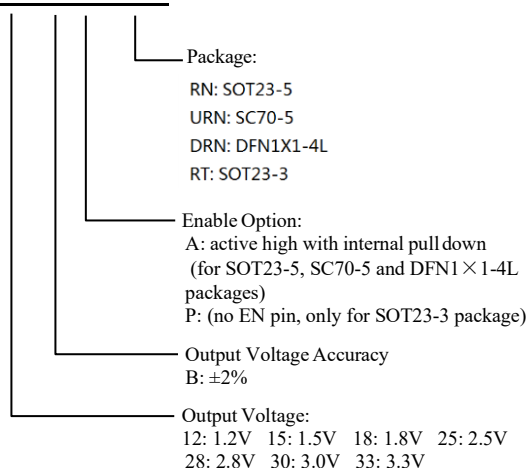 Package:
RN: SOT23-5
URN: SC70-5
DRN: DFN1X1-4L
RT: SOT23-3
Enable Option:
A: active high with internal pull down
(for SOT23-5, SC70-5 and DFN1×1-4L
packages)
P: (no EN pin, only for SOT23-3 package)
Output Voltage Accuracy
B: ±2%
Output Voltage:
12: 1.2V 15: 1.5V 18: 1.8V 25: 2.5V
28: 2.8V 30: 3.0V 33: 3.3V